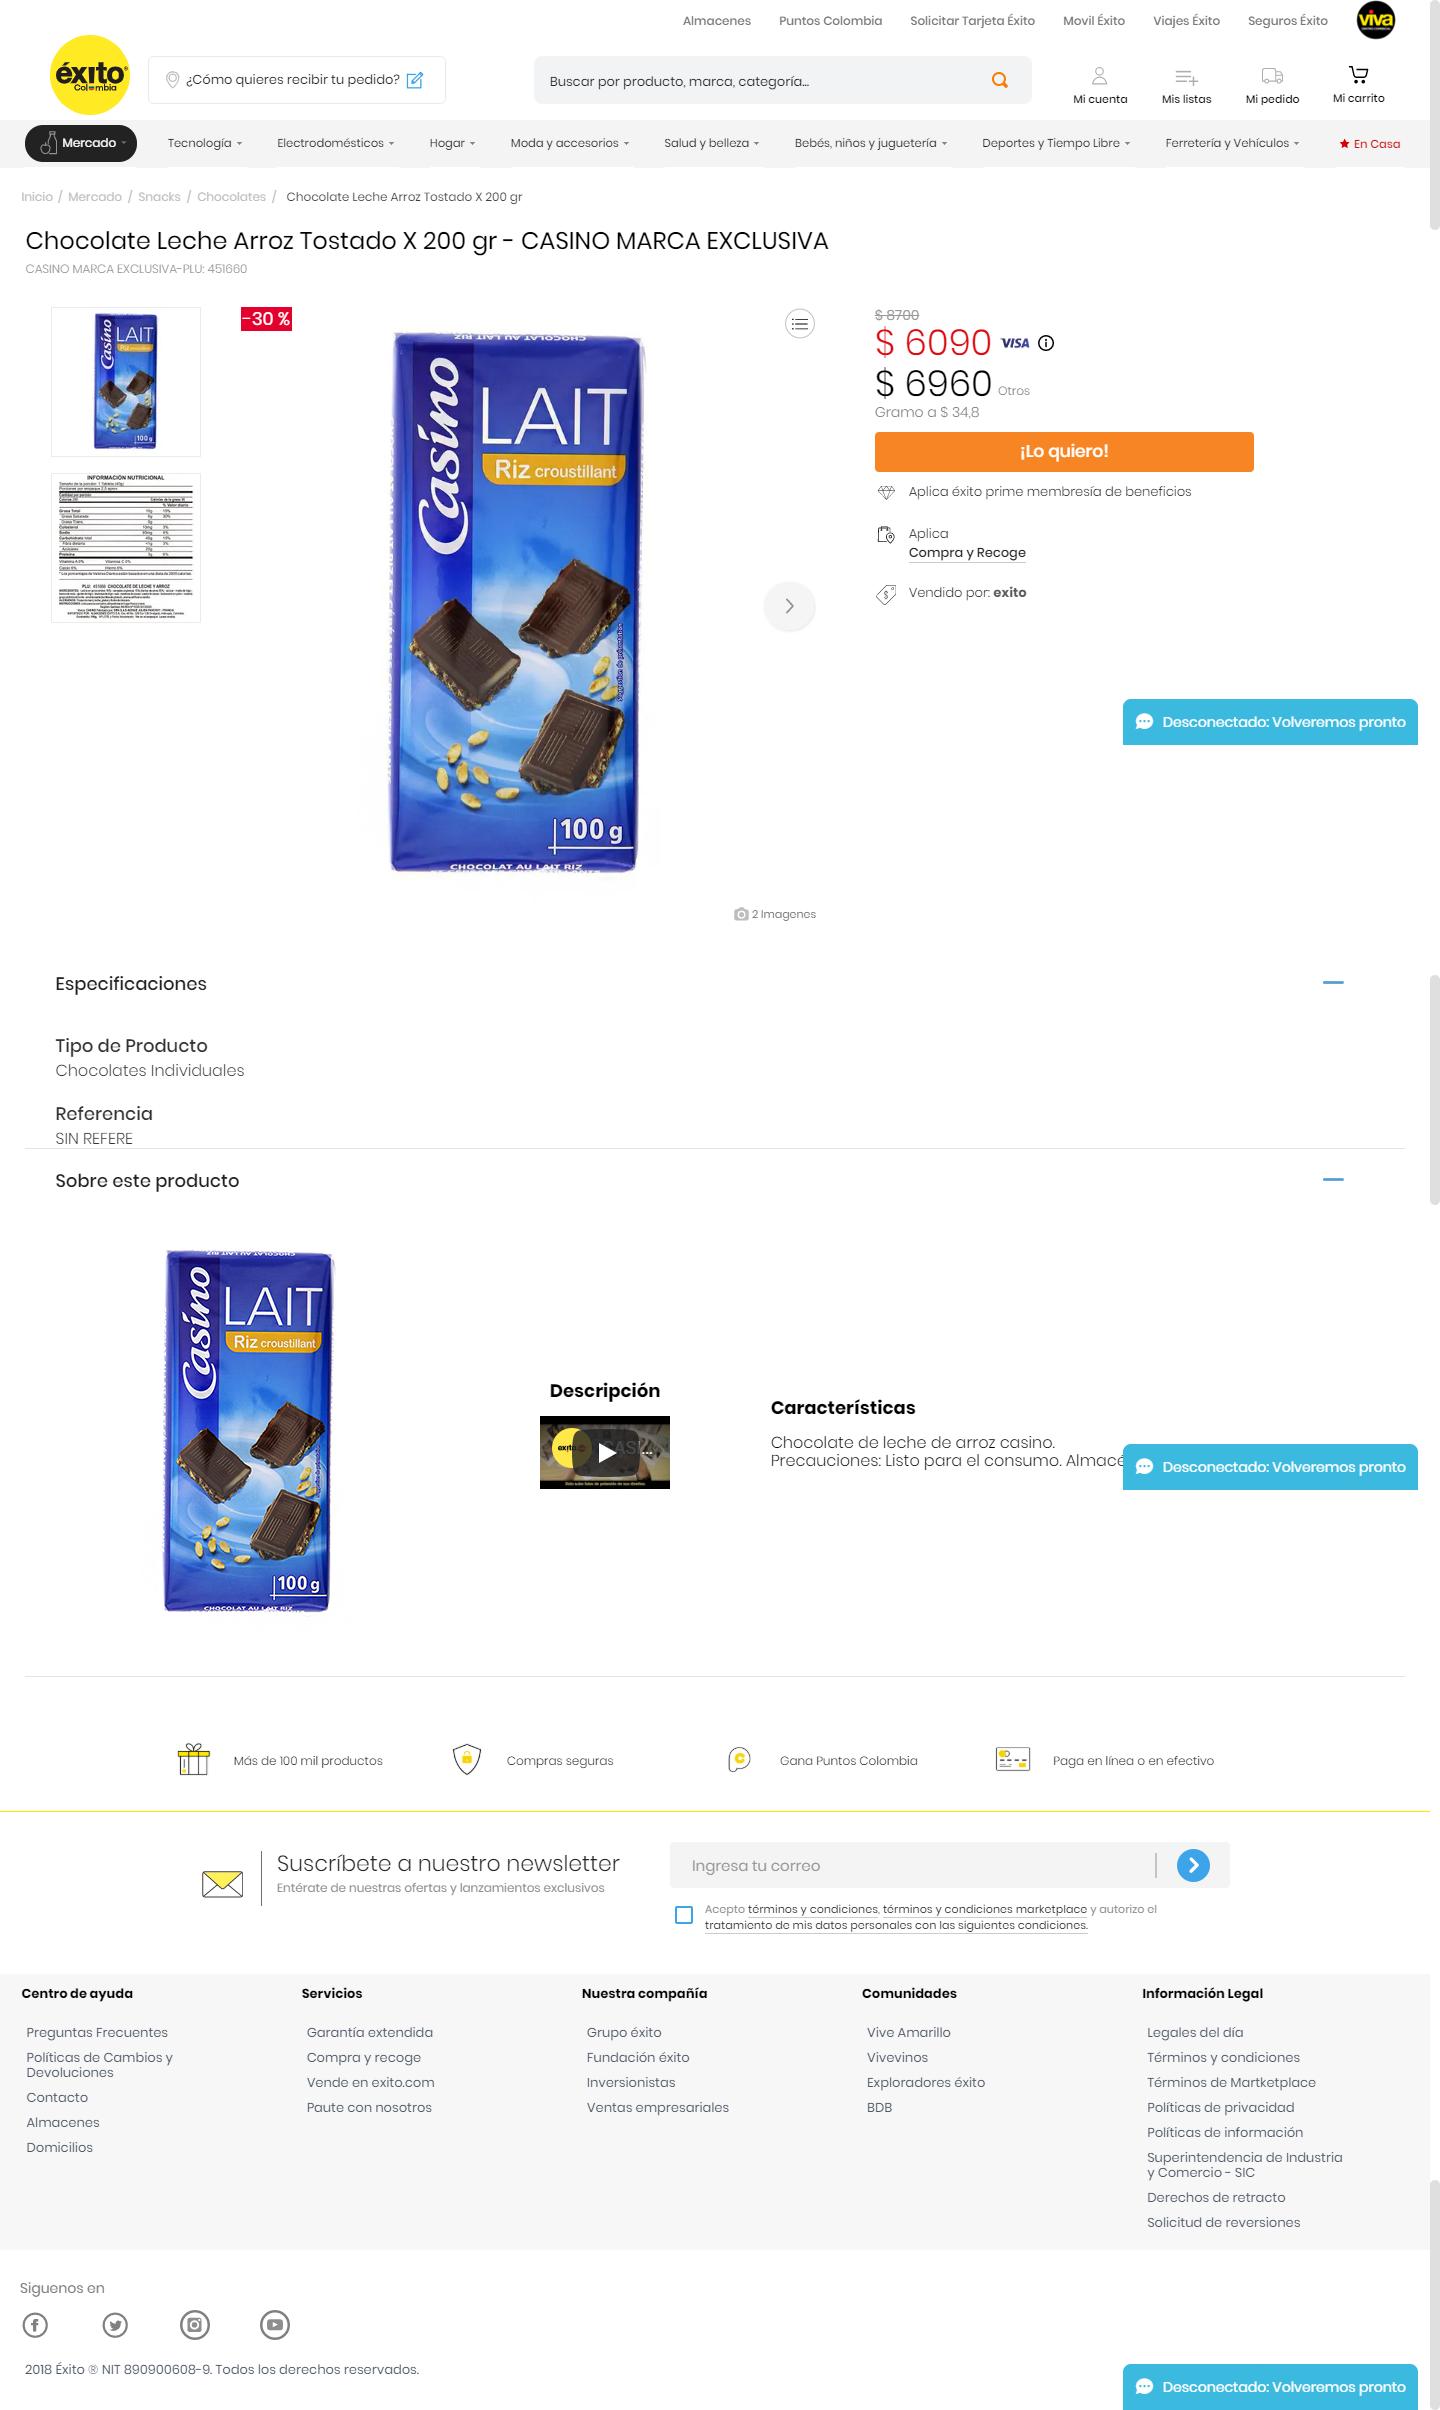 Almacenes Puntos Colombia Solicitar Tarjeta Éxito Movil Éxito Viajes Éxito Seguros Éxito viva
éxito
Colombia
¿Cómo quieres recibir tu pedido?
Buscar por producto, marca, categoría...
Mi cuenta Mis listas Mi pedido Mi carrito
Mercado Tecnología Electrodomésticos Hogar Moda y accesorios Salud y belleza Bebés, niños y juguetería Deportes y Tiempo Libre Ferretería y Vehículos En Casa
Inicio / Mercado / Snacks / Chocolates / Chocolate Leche Arroz Tostado X 200 gr
Chocolate Leche Arroz Tostado X 200 gr - CASINO MARCA EXCLUSIVA
CASINO MARCA EXCLUSIVA-PLU: 451660
Casino
LAIT
100 g
INFORMACIÓN NUTRICIONAL
-30 %
Casino
LAIT
Riz croustillant
Suggestion de présentation
100 g
CHOCOLAT AU LAIT RIZ
2 Imagenes
$ 8700
$ 6090 VISA
$ 6960 Otros
Gramo a $ 34,8
¡Lo quiero!
Aplica éxito prime membresía de beneficios
Aplica
Compra y Recoge
Vendido por: exito
Desconectado: Volveremos pronto
Especificaciones
Tipo de Producto
Chocolates Individuales
Referencia
SIN REFERE
Sobre este producto
Casino
LAIT
Riz croustillant
100 g
CHOCOLAT AU LAIT RIZ
Descripción
Características
Chocolate de leche de arroz casino.
Precauciones: Listo para el consumo. Almacé
Desconectado: Volveremos pronto
Más de 100 mil productos
Compras seguras
Gana Puntos Colombia
Paga en línea o en efectivo
Suscríbete a nuestro newsletter
Entérate de nuestras ofertas y lanzamientos exclusivos
Ingresa tu correo
Acepto términos y condiciones, términos y condiciones marketplace y autorizo el
tratamiento de mis datos personales con las siguientes condiciones.
Centro de ayuda
Preguntas Frecuentes
Políticas de Cambios y
Devoluciones
Contacto
Almacenes
Domicilios
Servicios
Garantía extendida
Compra y recoge
Vende en exito.com
Paute con nosotros
Nuestra compañía
Grupo éxito
Fundación éxito
Inversionistas
Ventas empresariales
Comunidades
Vive Amarillo
Vivevinos
Exploradores éxito
BDB
Información Legal
Legales del día
Términos y condiciones
Términos de Martketplace
Políticas de privacidad
Políticas de información
Superintendencia de Industria
y Comercio - SIC
Derechos de retracto
Solicitud de reversiones
Siguenos en
2018 Éxito ® NIT 890900608-9. Todos los derechos reservados.
Desconectado: Volveremos pronto